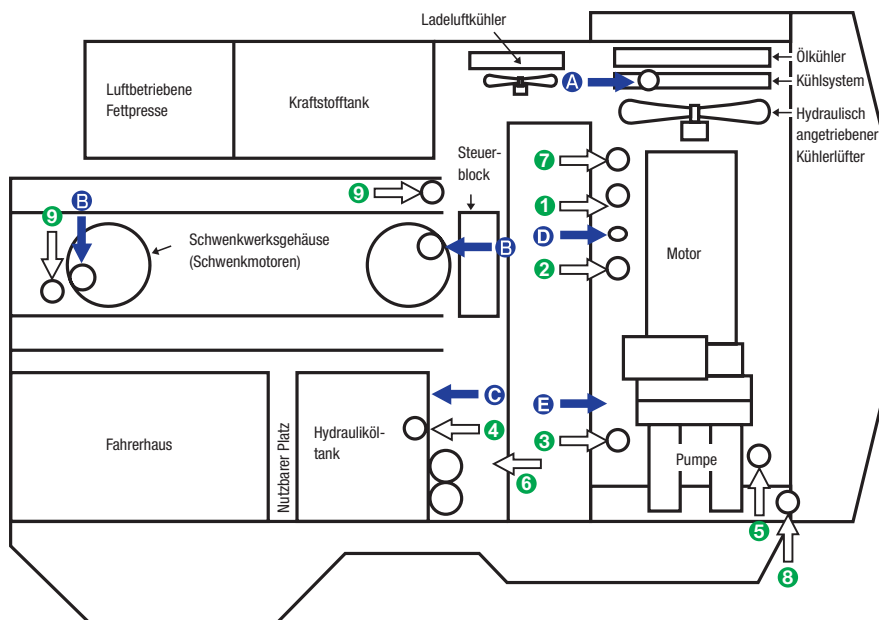 Ladeluftkühler
Ölkühler
Kühlsystem
Hydraulisch
angetriebener
Kühlerlüfter
A
Luftbetriebene
Fettpresse
Kraftstofftank
Steuer-
block
7
9
B
1
9
D
Schwenkwerksgehäuse
(Schwenkmotoren)
B
Motor
2
C
E
4
3
Fahrerhaus
Nutzbarer Platz
Hydrauliköl-
tank
Pumpe
6
5
8